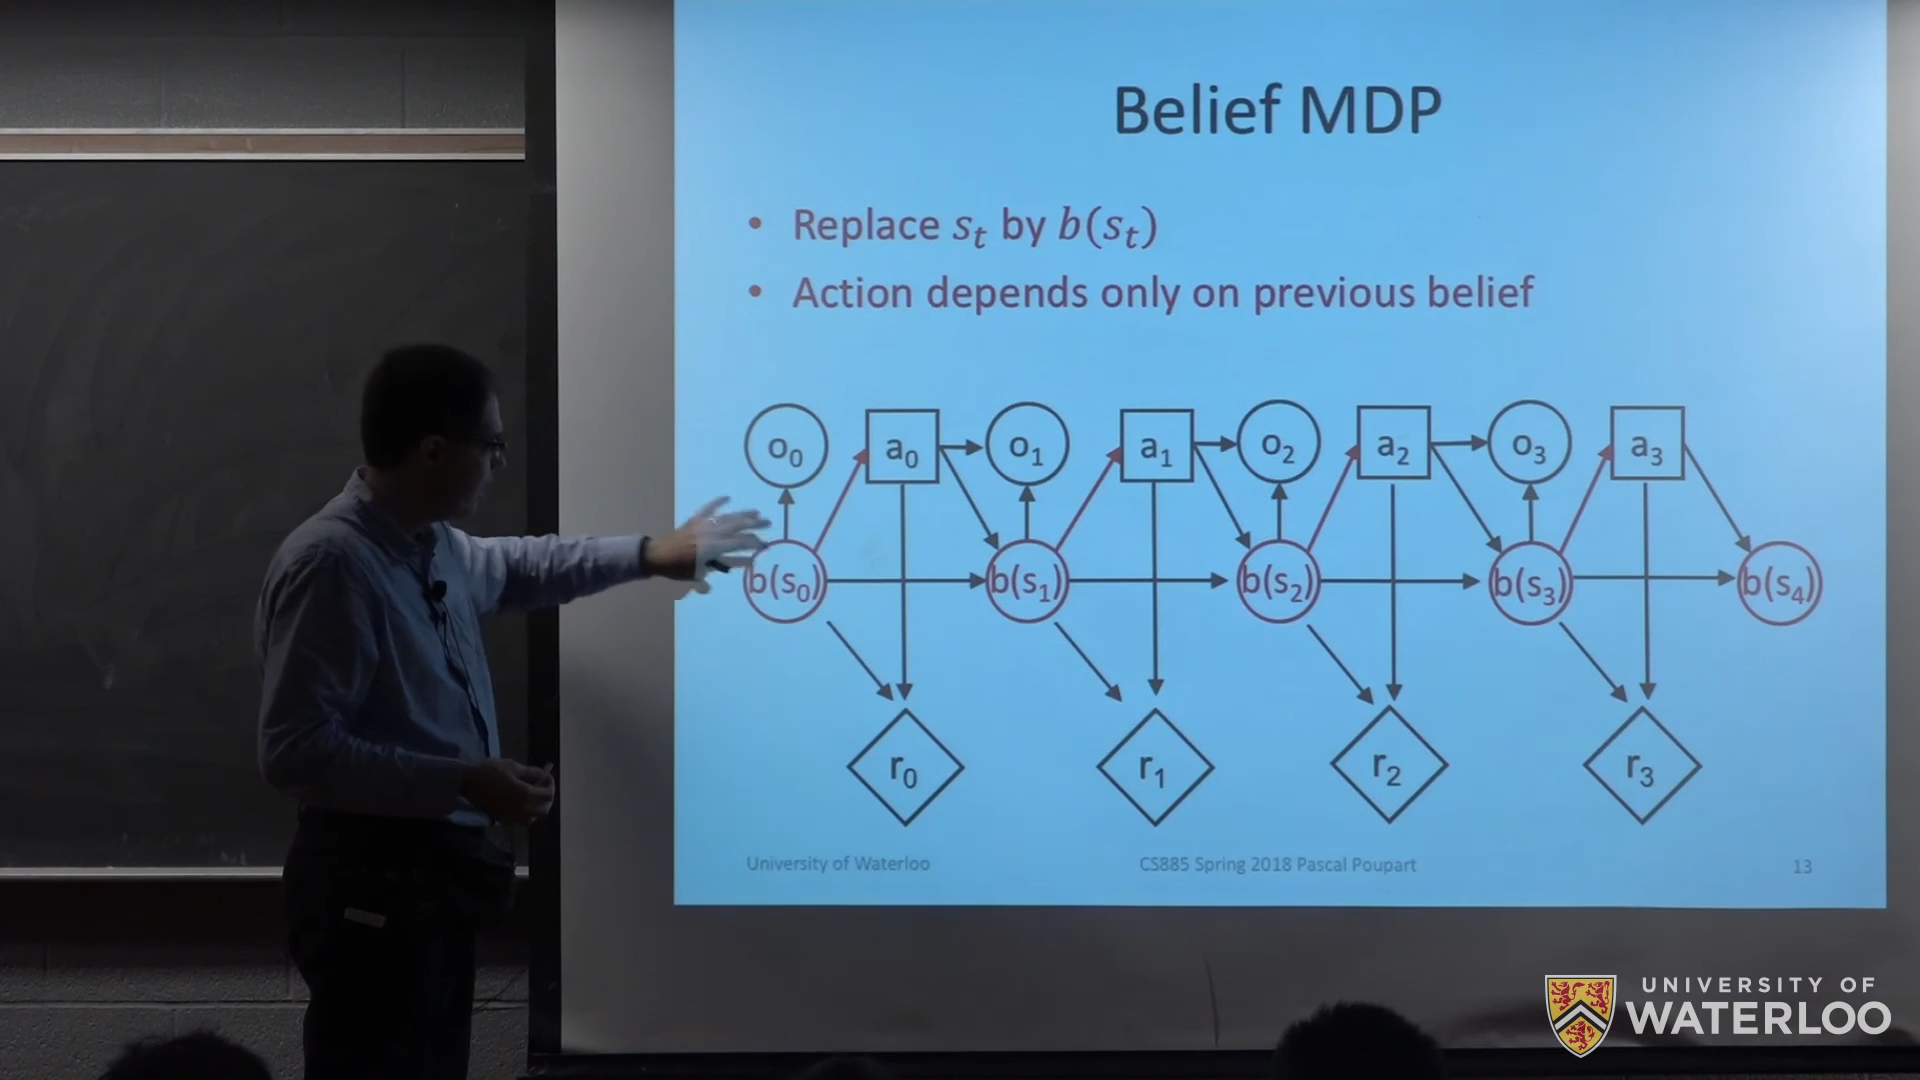 Belief MDP
• Replace sₜ by b(sₜ)
• Action depends only on previous belief
o₀ a₀ o₁ a₁ o₂ a₂ o₃ a₃
b(s₀) b(s₁) b(s₂) b(s₃) b(s₄)
r₀ r₁ r₂ r₃
University of Waterloo CS885 Spring 2018 Pascal Poupart 13
UNIVERSITY OF
WATERLOO